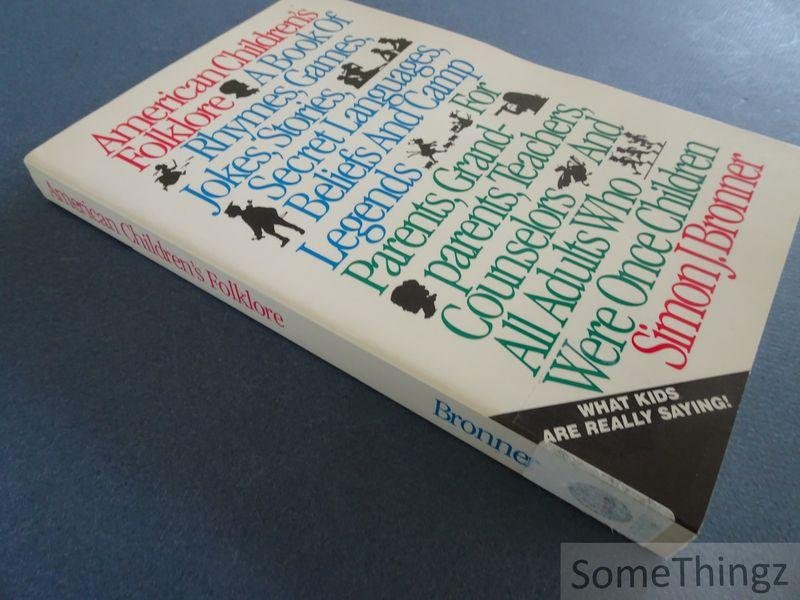 American Children's
Folklore A Book Of
Rhymes, Games,
Jokes, Stories,
Secret Languages,
Beliefs And Camp
Legends For
Parents, Grand-
parents, Teachers,
Counselors And
All Adults Who
Were Once Children
Simon J. Bronner
WHAT KIDS
ARE REALLY SAYING!
American Children's Folklore
Bronner
SomeThingz